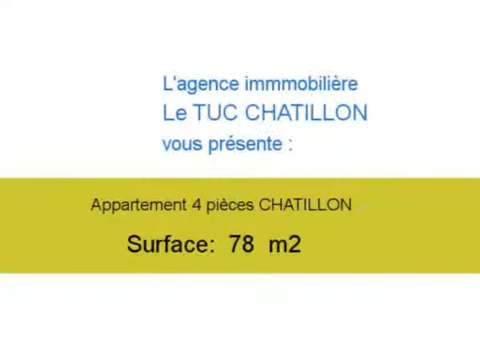 L'agence immmobilière
Le TUC CHATILLON
vous présente :
Appartement 4 pièces CHATILLON
Surface: 78 m2